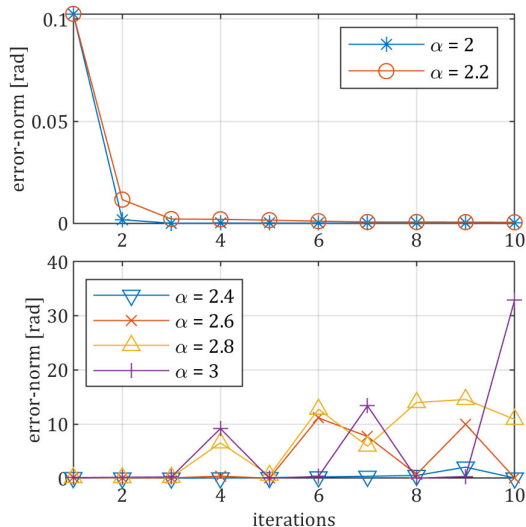 0.1
0.05
0
error-norm [rad]
α = 2
α = 2.2
2 4 6 8 10
40
30
20
10
0
error-norm [rad]
α = 2.4
α = 2.6
α = 2.8
α = 3
2 4 6 8 10
iterations